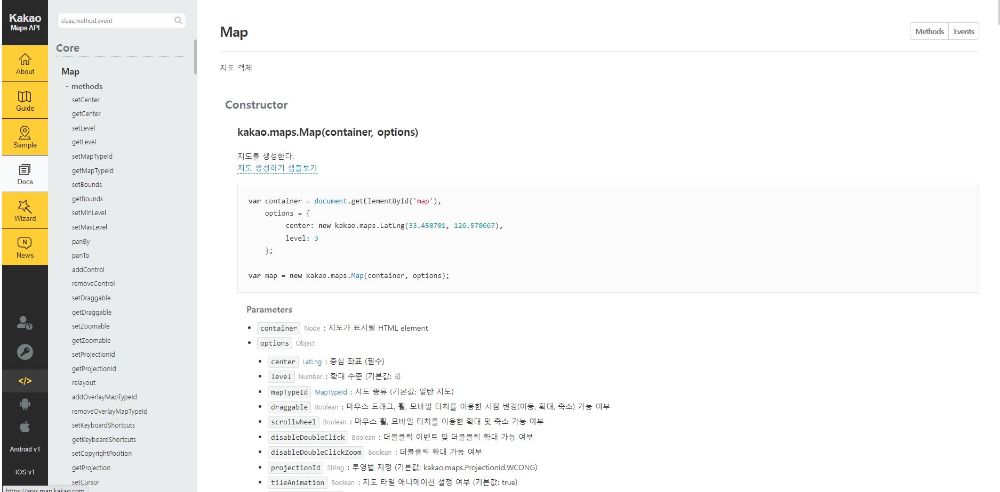 Kakao
Maps API
About
Guide
Sample
Docs
Wizard
N
News
?
</>
Android v1
IOS v1
https://apis.map.kakao.com
class,method,event
Core
Map
- methods
setCenter
getCenter
setLevel
getLevel
setMapTypeId
getMapTypeId
setBounds
getBounds
setMinLevel
setMaxLevel
panBy
panTo
addControl
removeControl
setDraggable
getDraggable
setZoomable
getZoomable
setProjectionId
getProjectionId
relayout
addOverlayMapTypeId
removeOverlayMapTypeId
setKeyboardShortcuts
getKeyboardShortcuts
setCopyrightPosition
getProjection
setCursor
Map
Methods Events
지도 객체
Constructor
kakao.maps.Map(container, options)
지도를 생성한다.
지도 생성하기 샘플보기
var container = document.getElementById('map'),
options = {
center: new kakao.maps.LatLng(33.450701, 126.570667),
level: 3
};
var map = new kakao.maps.Map(container, options);
Parameters
• container Node : 지도가 표시될 HTML element
• options Object
• center LatLng : 중심 좌표 (필수)
• level Number : 확대 수준 (기본값: 3)
• mapTypeId MapTypeId : 지도 종류 (기본값: 일반 지도)
• draggable Boolean : 마우스 드래그, 휠, 모바일 터치를 이용한 시점 변경(이동, 확대, 축소) 가능 여부
• scrollwheel Boolean : 마우스 휠, 모바일 터치를 이용한 확대 및 축소 가능 여부
• disableDoubleClick Boolean : 더블클릭 이벤트 및 더블클릭 확대 가능 여부
• disableDoubleClickZoom Boolean : 더블클릭 확대 가능 여부
• projectionId String : 투영법 지정 (기본값: kakao.maps.ProjectionId.WCONG)
• tileAnimation Boolean : 지도 타일 애니메이션 설정 여부 (기본값: true)